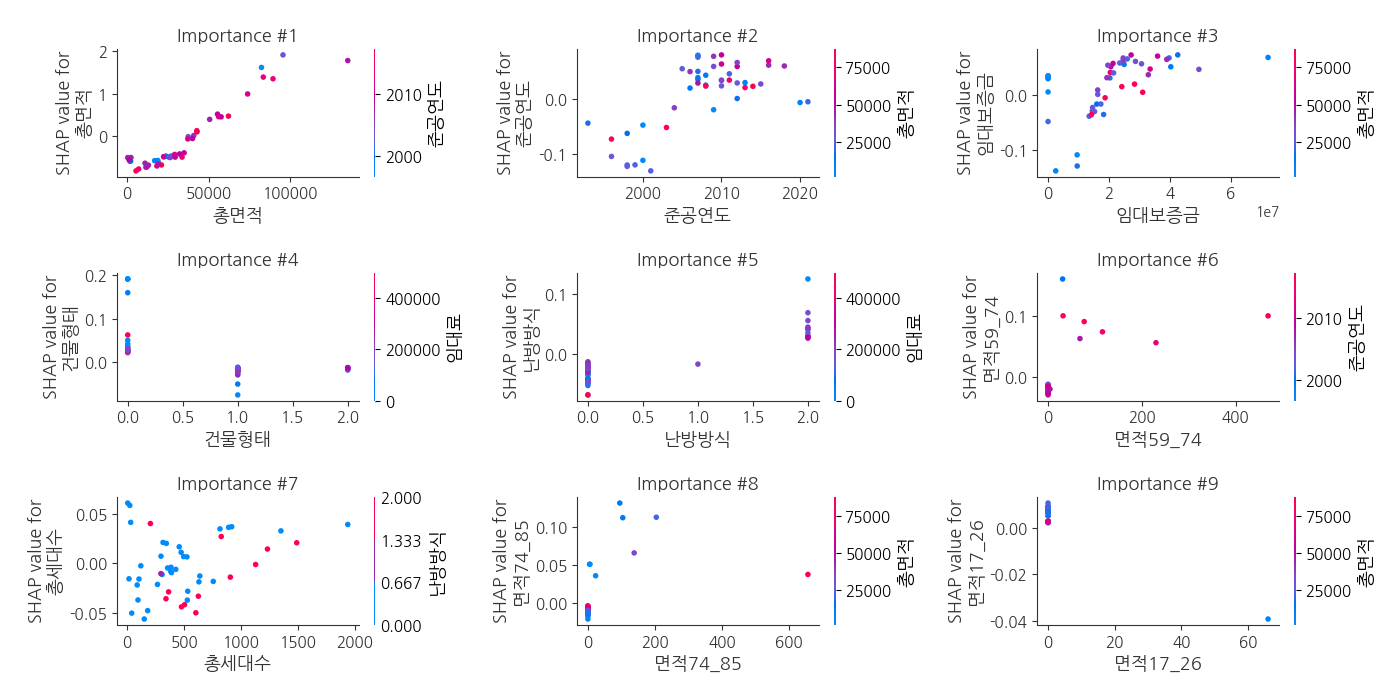 Importance #1
SHAP value for
총면적
2
0
0
50000
100000
총면적
2010
2000
준공연도
Importance #2
SHAP value for
준공연도
0.0
-0.1
2000
2010
2020
준공연도
75000
50000
25000
총면적
Importance #3
SHAP value for
임대보증금
0.0
-0.1
0
2
4
6
1e7
임대보증금
75000
50000
25000
총면적
Importance #4
SHAP value for
건물형태
0.2
0.1
0.0
0.0
0.5
1.0
1.5
2.0
건물형태
400000
200000
0
임대료
Importance #5
SHAP value for
난방방식
0.1
0.0
0.0
0.5
1.0
1.5
2.0
난방방식
400000
200000
0
임대료
Importance #6
SHAP value for
면적59_74
0.1
0.0
0
200
400
면적59_74
2010
2000
준공연도
Importance #7
SHAP value for
총세대수
0.05
0.00
-0.05
0
500
1000
1500
2000
총세대수
2.000
1.333
0.667
0.000
난방방식
Importance #8
SHAP value for
면적74_85
0.10
0.05
0.00
0
200
400
600
면적74_85
75000
50000
25000
총면적
Importance #9
SHAP value for
면적17_26
0.00
-0.02
-0.04
0
20
40
60
면적17_26
75000
50000
25000
총면적